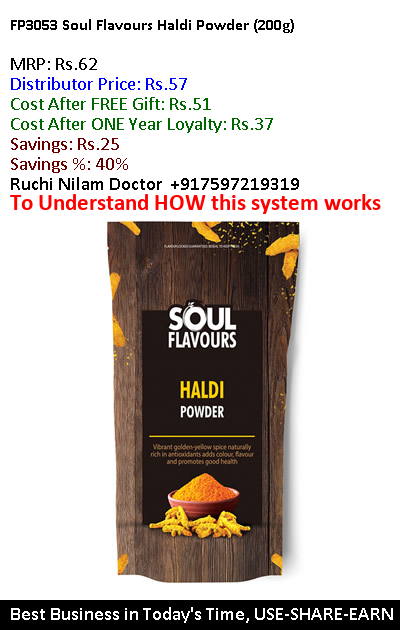 FP3053 Soul Flavours Haldi Powder (200g)
MRP: Rs.62
Distributor Price: Rs.57
Cost After FREE Gift: Rs.51
Cost After ONE Year Loyalty: Rs.37
Savings: Rs.25
Savings %: 40%
Ruchi Nilam Doctor +917597219319
To Understand HOW this system works
SOUL
FLAVOURS
HALDI
POWDER
Vibrant golden-yellow spice naturally
rich in antioxidants adds colour, flavour
and promotes good health
Best Business in Today's Time, USE-SHARE-EARN